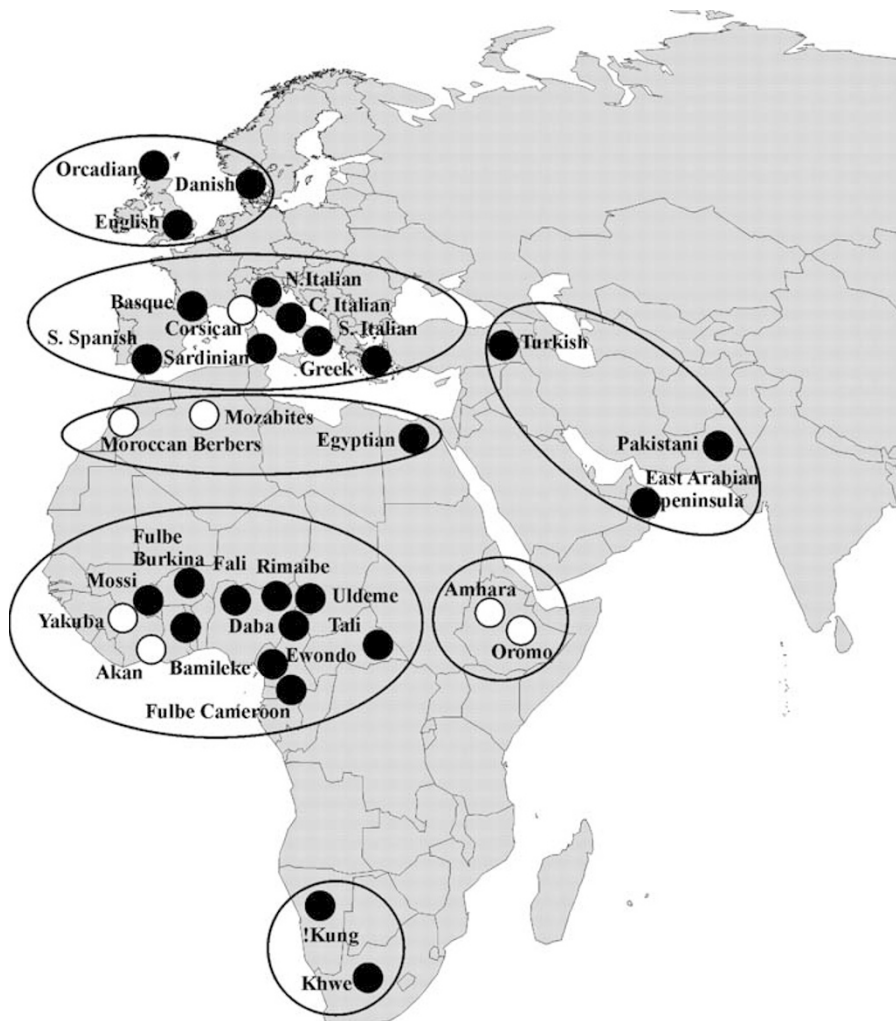 Orcadian
Danish
English
N.Italian
Basque
C. Italian
Corsican
S. Italian
S. Spanish
Sardinian
Greek
Turkish
Mozabites
Moroccan Berbers
Egyptian
Pakistani
East Arabian
peninsula
Fulbe
Burkina
Fali
Rimaibe
Mossi
Uldeme
Yakuba
Daba
Tali
Akan
Bamileke
Ewondo
Fulbe Cameroon
Amhara
Oromo
!Kung
Khwe